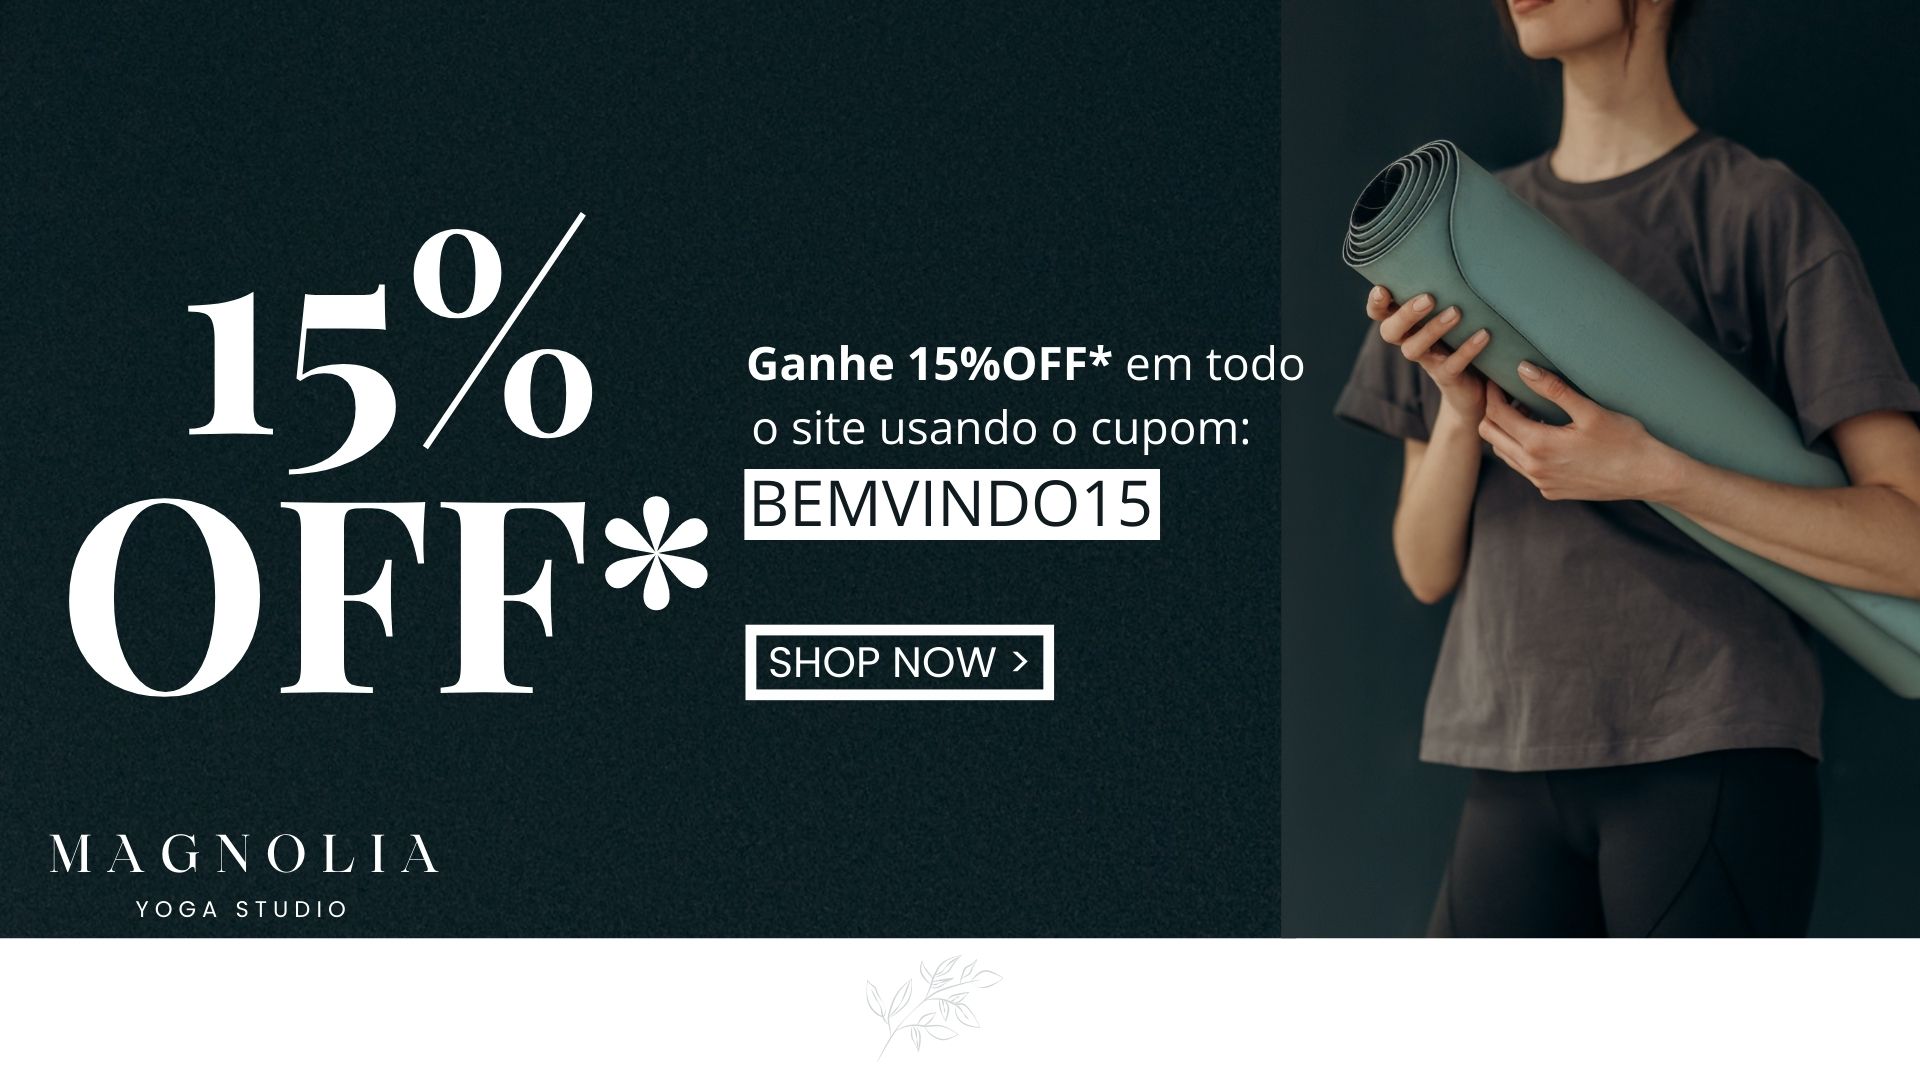 15%
OFF*
Ganhe 15%OFF* em todo
o site usando o cupom:
BEMVINDO15
SHOP NOW >
MAGNOLIA
YOGA STUDIO